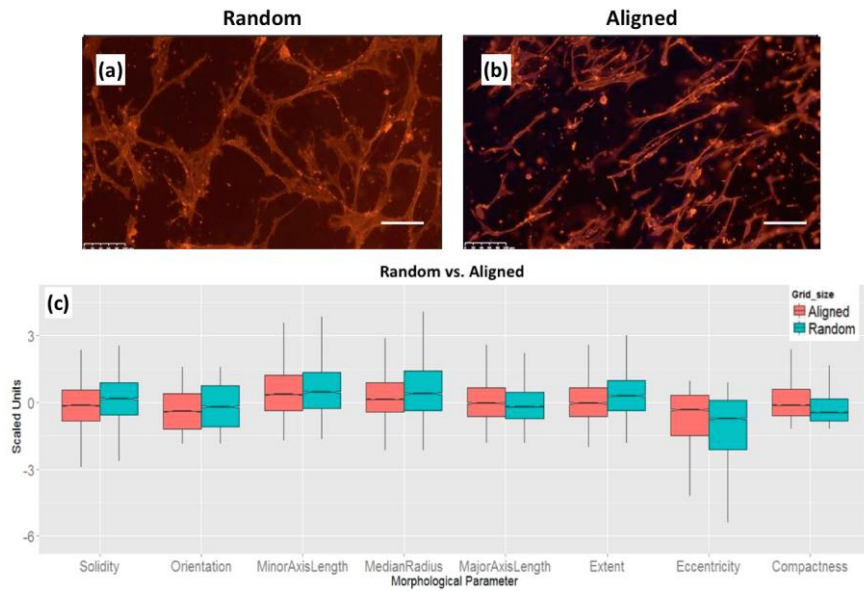 Random
Aligned
(a)
(b)
Random vs. Aligned
(c)
Grid_size
Aligned
Random
Scaled Units
3
0
-3
-6
Solidity
Orientation
MinorAxisLength
MedianRadius
MajorAxisLength
Extent
Eccentricity
Compactness
Morphological Parameter